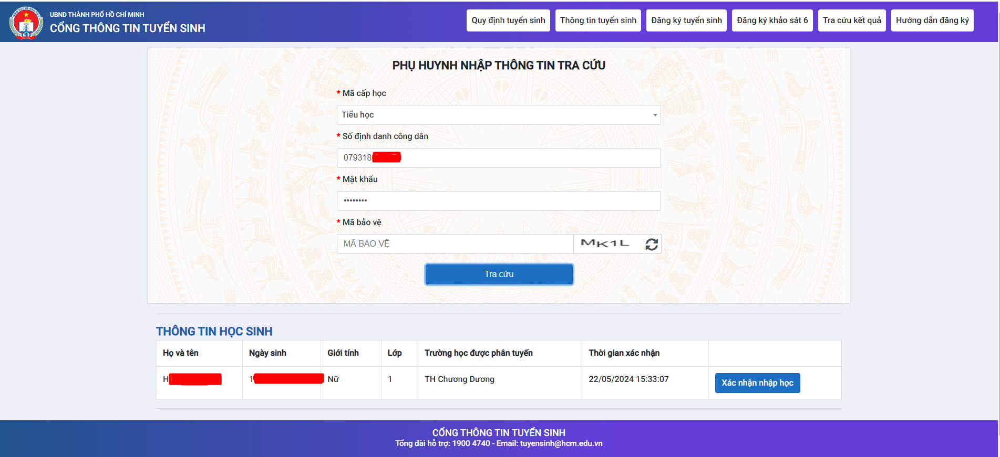 UBND THÀNH PHỐ HỒ CHÍ MINH
CỔNG THÔNG TIN TUYỂN SINH
Quy định tuyển sinh
Thông tin tuyển sinh
Đăng ký tuyển sinh
Đăng ký khảo sát 6
Tra cứu kết quả
Hướng dẫn đăng ký
PHỤ HUYNH NHẬP THÔNG TIN TRA CỨU
* Mã cấp học
Tiểu học
* Số định danh công dân
079318
* Mật khẩu
••••••••
* Mã bảo vệ
MÃ BẢO VỆ
MK1L
Tra cứu
THÔNG TIN HỌC SINH
Họ và tên Ngày sinh Giới tính Lớp Trường học được phân tuyến Thời gian xác nhận
H 1 Nữ 1 TH Chương Dương 22/05/2024 15:33:07 Xác nhận nhập học
CỔNG THÔNG TIN TUYỂN SINH
Tổng đài hỗ trợ: 1900 4740 - Email: tuyensinh@hcm.edu.vn